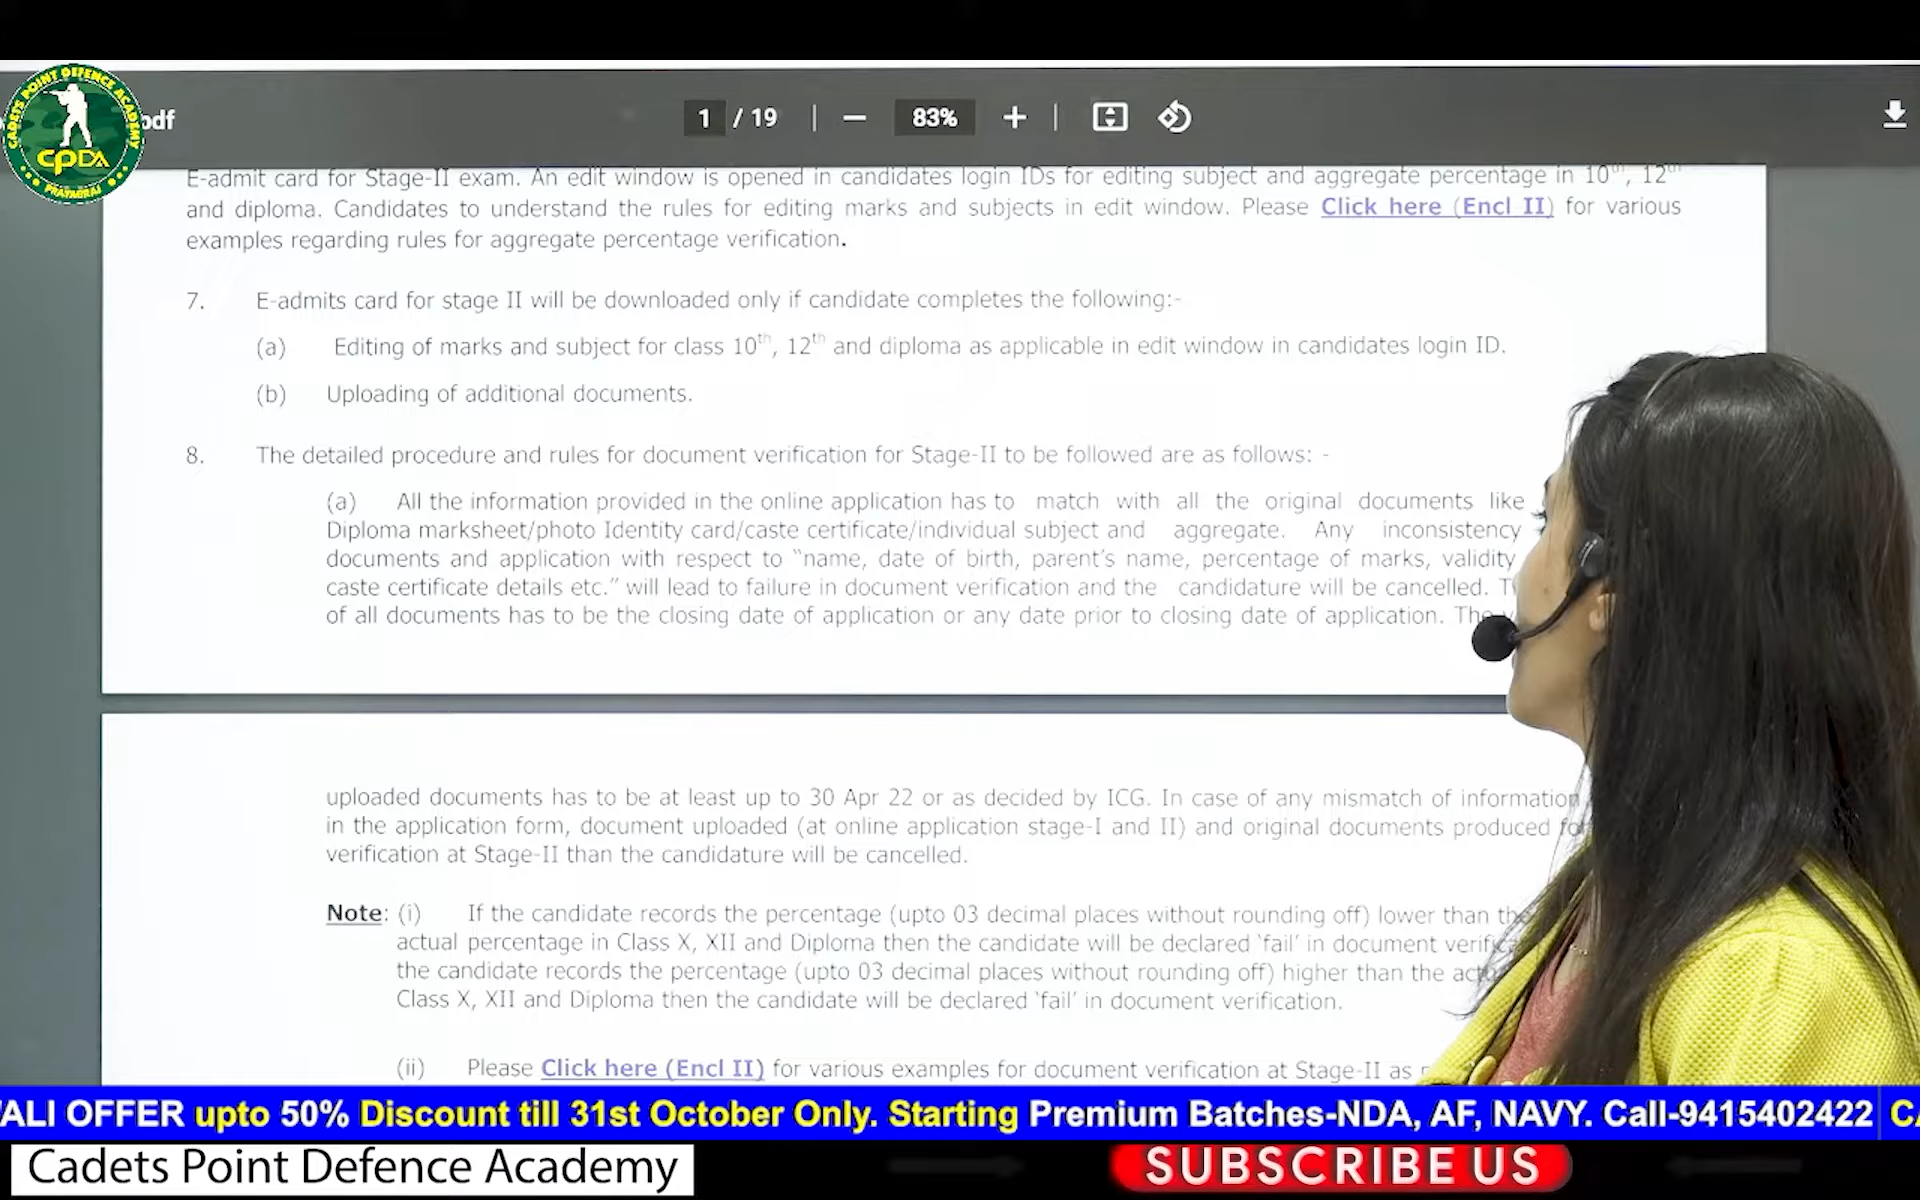 CADETS POINT DEFENCE ACADEMY
CPDA
PRAYAGRAJ
pdf
1 / 19
83%
E-admit card for Stage-II exam. An edit window is opened in candidates login IDs for editing subject and aggregate percentage in 10th, 12th
and diploma. Candidates to understand the rules for editing marks and subjects in edit window. Please Click here (Encl II) for various
examples regarding rules for aggregate percentage verification.
7. E-admits card for stage II will be downloaded only if candidate completes the following:-
(a) Editing of marks and subject for class 10th, 12th and diploma as applicable in edit window in candidates login ID.
(b) Uploading of additional documents.
8. The detailed procedure and rules for document verification for Stage-II to be followed are as follows: -
(a) All the information provided in the online application has to match with all the original documents like
Diploma marksheet/photo Identity card/caste certificate/individual subject and aggregate. Any inconsistency
documents and application with respect to “name, date of birth, parent’s name, percentage of marks, validity
caste certificate details etc.” will lead to failure in document verification and the candidature will be cancelled.
of all documents has to be the closing date of application or any date prior to closing date of application. The
uploaded documents has to be at least up to 30 Apr 22 or as decided by ICG. In case of any mismatch of information
in the application form, document uploaded (at online application stage-I and II) and original documents produced for
verification at Stage-II than the candidature will be cancelled.
Note: (i) If the candidate records the percentage (upto 03 decimal places without rounding off) lower than the
actual percentage in Class X, XII and Diploma then the candidate will be declared ‘fail’ in document
the candidate records the percentage (upto 03 decimal places without rounding off) higher than the
Class X, XII and Diploma then the candidate will be declared ‘fail’ in document verification.
(ii) Please Click here (Encl II) for various examples for document verification at Stage-II as
ALI OFFER upto 50% Discount till 31st October Only. Starting Premium Batches-NDA, AF, NAVY. Call-9415402422
Cadets Point Defence Academy
SUBSCRIBE US